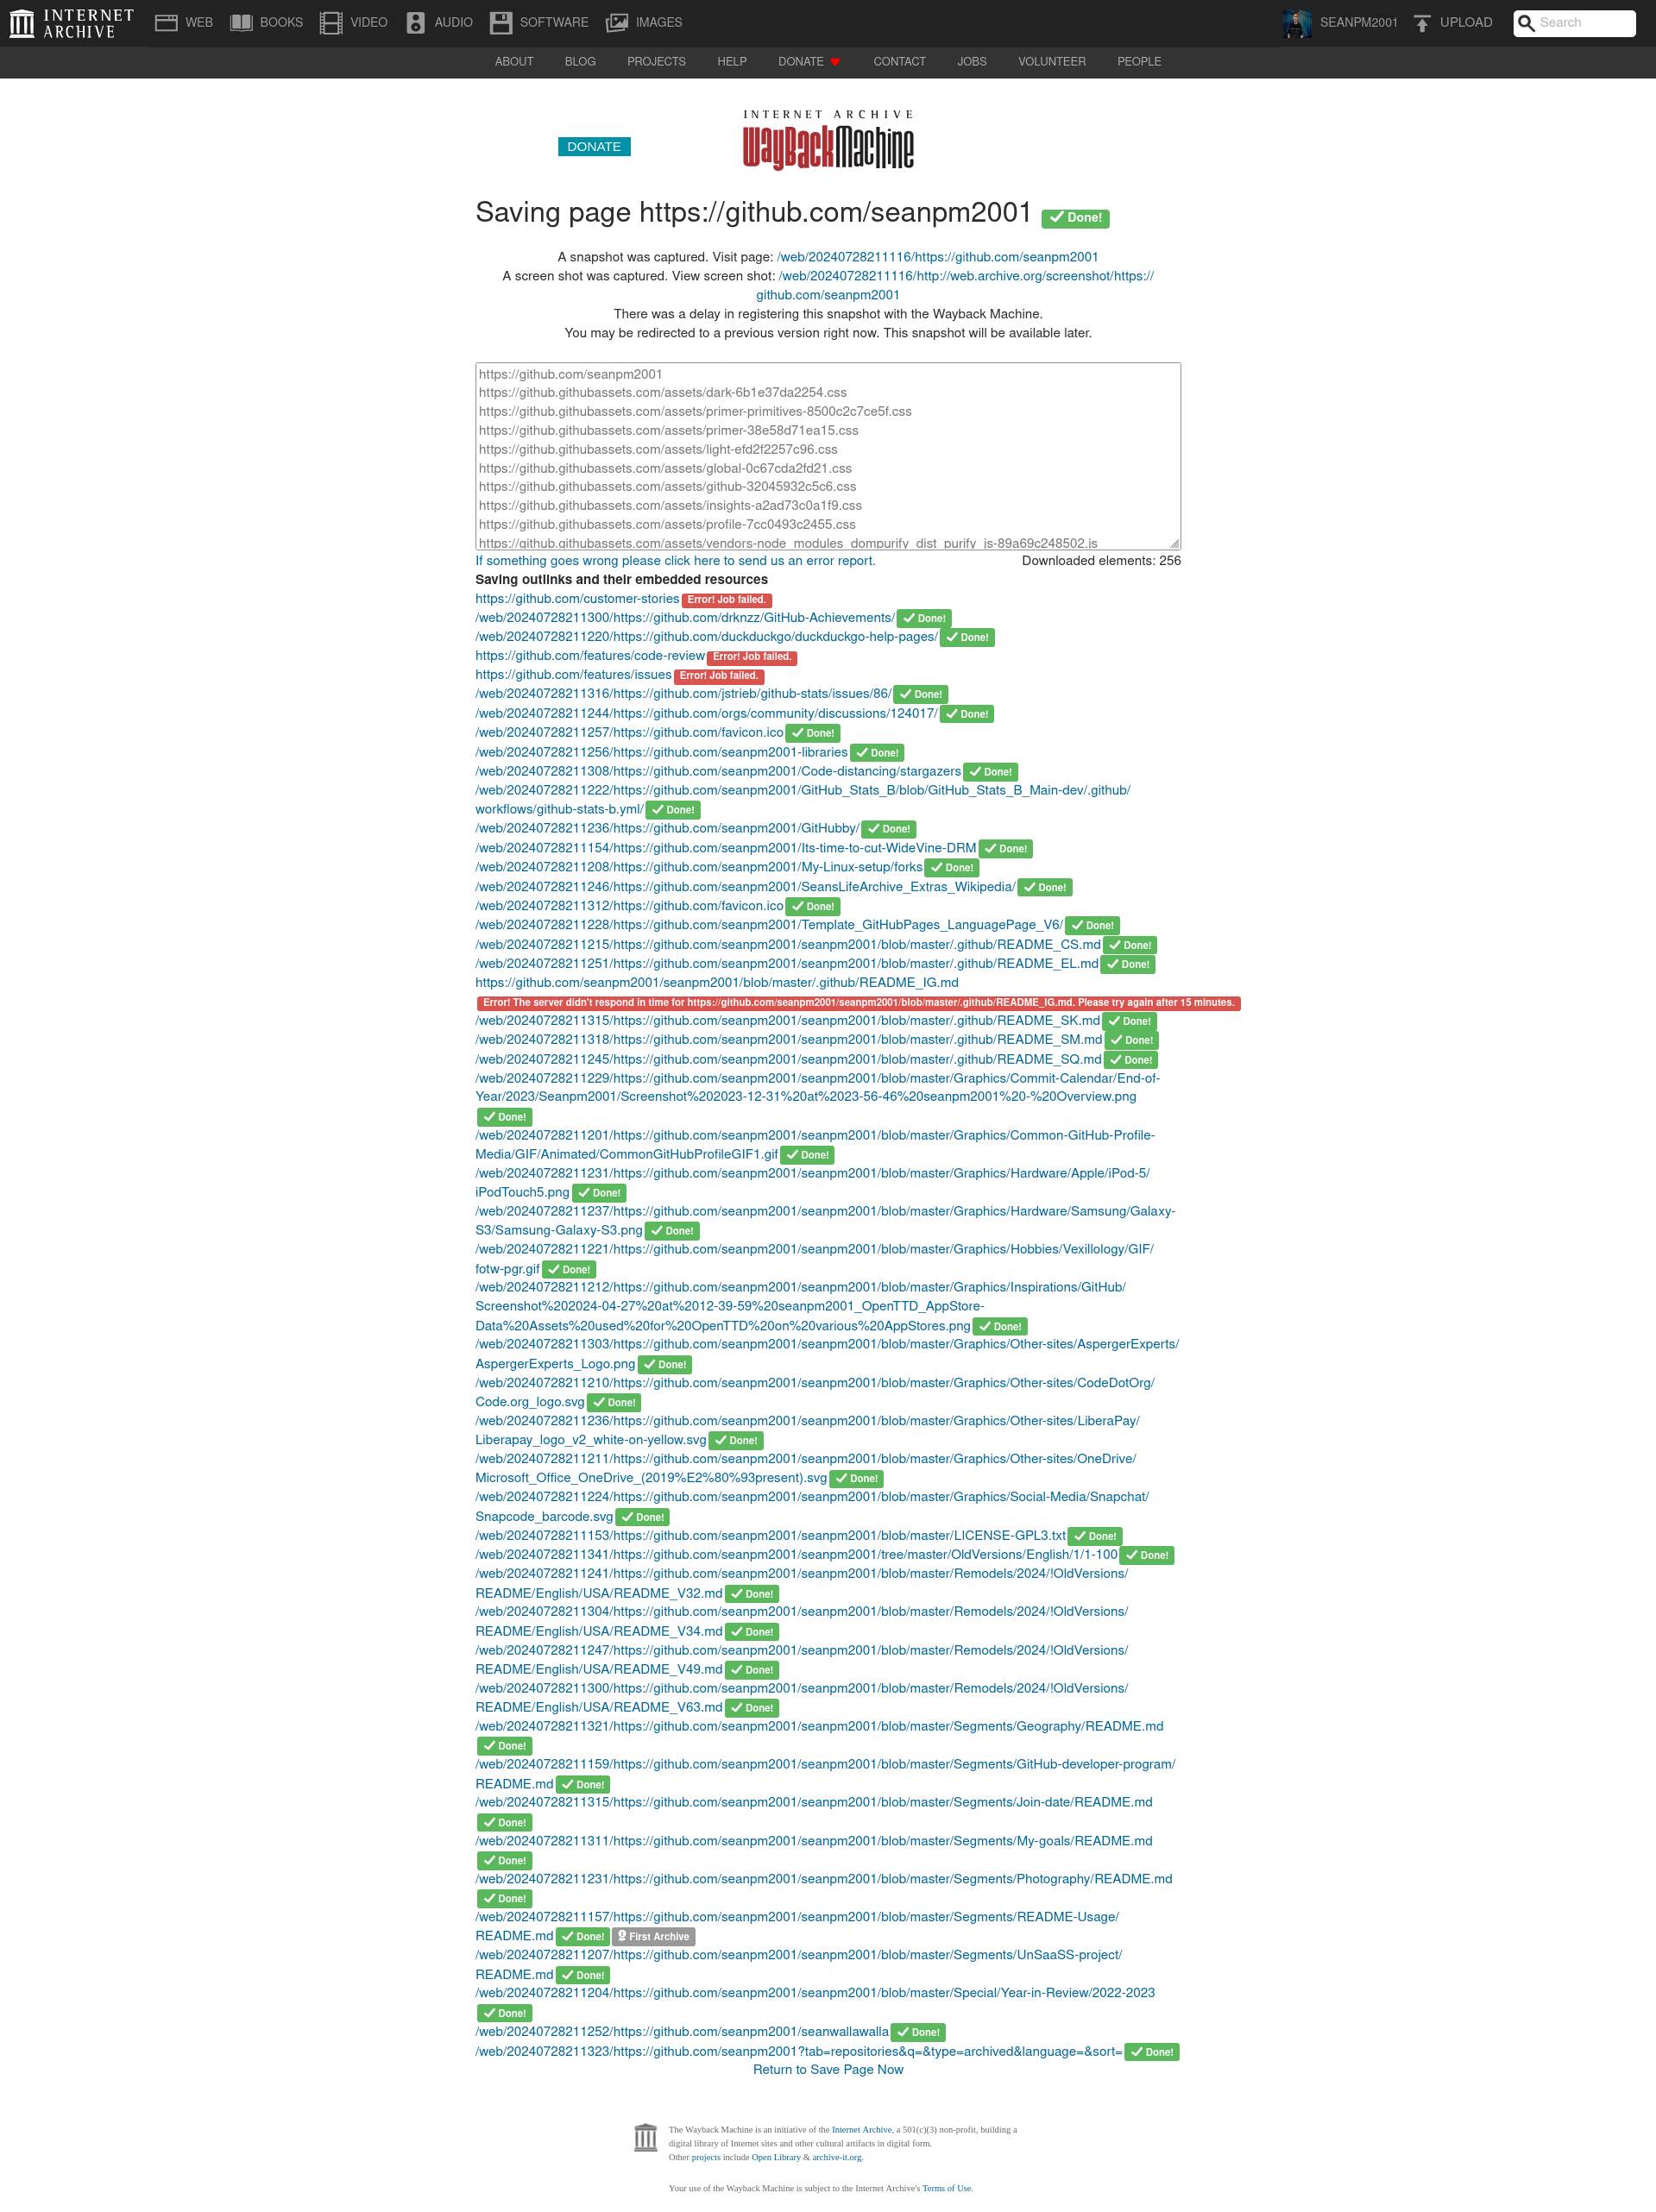 INTERNET ARCHIVE
WEB BOOKS VIDEO AUDIO SOFTWARE IMAGES SEANPM2001 UPLOAD Search
ABOUT BLOG PROJECTS HELP DONATE CONTACT JOBS VOLUNTEER PEOPLE
INTERNET ARCHIVE
DONATE WayBackMachine
Saving page https://github.com/seanpm2001 Done!
A snapshot was captured. Visit page: /web/20240728211116/https://github.com/seanpm2001
A screen shot was captured. View screen shot: /web/20240728211116/http://web.archive.org/screenshot/https://
github.com/seanpm2001
There was a delay in registering this snapshot with the Wayback Machine.
You may be redirected to a previous version right now. This snapshot will be available later.
https://github.com/seanpm2001
https://github.githubassets.com/assets/dark-6b1e37da2254.css
https://github.githubassets.com/assets/primer-primitives-8500c2c7ce5f.css
https://github.githubassets.com/assets/primer-38e58d71ea15.css
https://github.githubassets.com/assets/light-efd2f2257c96.css
https://github.githubassets.com/assets/global-0c67cda2fd21.css
https://github.githubassets.com/assets/github-32045932c5c6.css
https://github.githubassets.com/assets/insights-a2ad73c0a1f9.css
https://github.githubassets.com/assets/profile-7cc0493c2455.css
https://github.githubassets.com/assets/vendors-node_modules_dompurify_dist_purify_js-89a69c248502.js
If something goes wrong please click here to send us an error report. Downloaded elements: 256
Saving outlinks and their embedded resources
https://github.com/customer-stories Error! Job failed.
/web/20240728211300/https://github.com/drknzz/GitHub-Achievements/ Done!
/web/20240728211220/https://github.com/duckduckgo/duckduckgo-help-pages/ Done!
https://github.com/features/code-review Error! Job failed.
https://github.com/features/issues Error! Job failed.
/web/20240728211316/https://github.com/jstrieb/github-stats/issues/86/ Done!
/web/20240728211244/https://github.com/orgs/community/discussions/124017/ Done!
/web/20240728211257/https://github.com/favicon.ico Done!
/web/20240728211256/https://github.com/seanpm2001-libraries Done!
/web/20240728211308/https://github.com/seanpm2001/Code-distancing/stargazers Done!
/web/20240728211222/https://github.com/seanpm2001/GitHub_Stats_B/blob/GitHub_Stats_B_Main-dev/.github/
workflows/github-stats-b.yml/ Done!
/web/20240728211236/https://github.com/seanpm2001/GitHubby/ Done!
/web/20240728211154/https://github.com/seanpm2001/Its-time-to-cut-WideVine-DRM Done!
/web/20240728211208/https://github.com/seanpm2001/My-Linux-setup/forks Done!
/web/20240728211246/https://github.com/seanpm2001/SeansLifeArchive_Extras_Wikipedia/ Done!
/web/20240728211312/https://github.com/favicon.ico Done!
/web/20240728211228/https://github.com/seanpm2001/Template_GitHubPages_LanguagePage_V6/ Done!
/web/20240728211215/https://github.com/seanpm2001/seanpm2001/blob/master/.github/README_CS.md Done!
/web/20240728211251/https://github.com/seanpm2001/seanpm2001/blob/master/.github/README_EL.md Done!
https://github.com/seanpm2001/seanpm2001/blob/master/.github/README_IG.md
Error! The server didn't respond in time for https://github.com/seanpm2001/seanpm2001/blob/master/.github/README_IG.md. Please try again after 15 minutes.
/web/20240728211315/https://github.com/seanpm2001/seanpm2001/blob/master/.github/README_SK.md Done!
/web/20240728211318/https://github.com/seanpm2001/seanpm2001/blob/master/.github/README_SM.md Done!
/web/20240728211245/https://github.com/seanpm2001/seanpm2001/blob/master/.github/README_SQ.md Done!
/web/20240728211229/https://github.com/seanpm2001/seanpm2001/blob/master/Graphics/Commit-Calendar/End-of-
Year/2023/Seanpm2001/Screenshot%202023-12-31%20at%2023-56-46%20seanpm2001%20-%20Overview.png
Done!
/web/20240728211201/https://github.com/seanpm2001/seanpm2001/blob/master/Graphics/Common-GitHub-Profile-
Media/GIF/Animated/CommonGitHubProfileGIF1.gif Done!
/web/20240728211231/https://github.com/seanpm2001/seanpm2001/blob/master/Graphics/Hardware/Apple/iPod-5/
iPodTouch5.png Done!
/web/20240728211237/https://github.com/seanpm2001/seanpm2001/blob/master/Graphics/Hardware/Samsung/Galaxy-
S3/Samsung-Galaxy-S3.png Done!
/web/20240728211221/https://github.com/seanpm2001/seanpm2001/blob/master/Graphics/Hobbies/Vexillology/GIF/
fotw-pgr.gif Done!
/web/20240728211212/https://github.com/seanpm2001/seanpm2001/blob/master/Graphics/Inspirations/GitHub/
Screenshot%202024-04-27%20at%2012-39-59%20seanpm2001_OpenTTD_AppStore-
Data%20Assets%20used%20for%20OpenTTD%20on%20various%20AppStores.png Done!
/web/20240728211303/https://github.com/seanpm2001/seanpm2001/blob/master/Graphics/Other-sites/AspergerExperts/
AspergerExperts_Logo.png Done!
/web/20240728211210/https://github.com/seanpm2001/seanpm2001/blob/master/Graphics/Other-sites/CodeDotOrg/
Code.org_logo.svg Done!
/web/20240728211236/https://github.com/seanpm2001/seanpm2001/blob/master/Graphics/Other-sites/LiberaPay/
Liberapay_logo_v2_white-on-yellow.svg Done!
/web/20240728211211/https://github.com/seanpm2001/seanpm2001/blob/master/Graphics/Other-sites/OneDrive/
Microsoft_Office_OneDrive_(2019%E2%80%93present).svg Done!
/web/20240728211224/https://github.com/seanpm2001/seanpm2001/blob/master/Graphics/Social-Media/Snapchat/
Snapcode_barcode.svg Done!
/web/20240728211153/https://github.com/seanpm2001/seanpm2001/blob/master/LICENSE-GPL3.txt Done!
/web/20240728211341/https://github.com/seanpm2001/seanpm2001/tree/master/OldVersions/English/1/1-100 Done!
/web/20240728211241/https://github.com/seanpm2001/seanpm2001/blob/master/Remodels/2024/!OldVersions/
README/English/USA/README_V32.md Done!
/web/20240728211304/https://github.com/seanpm2001/seanpm2001/blob/master/Remodels/2024/!OldVersions/
README/English/USA/README_V34.md Done!
/web/20240728211247/https://github.com/seanpm2001/seanpm2001/blob/master/Remodels/2024/!OldVersions/
README/English/USA/README_V49.md Done!
/web/20240728211300/https://github.com/seanpm2001/seanpm2001/blob/master/Remodels/2024/!OldVersions/
README/English/USA/README_V63.md Done!
/web/20240728211321/https://github.com/seanpm2001/seanpm2001/blob/master/Segments/Geography/README.md
Done!
/web/20240728211159/https://github.com/seanpm2001/seanpm2001/blob/master/Segments/GitHub-developer-program/
README.md Done!
/web/20240728211315/https://github.com/seanpm2001/seanpm2001/blob/master/Segments/Join-date/README.md
Done!
/web/20240728211311/https://github.com/seanpm2001/seanpm2001/blob/master/Segments/My-goals/README.md
Done!
/web/20240728211231/https://github.com/seanpm2001/seanpm2001/blob/master/Segments/Photography/README.md
Done!
/web/20240728211157/https://github.com/seanpm2001/seanpm2001/blob/master/Segments/README-Usage/
README.md Done! First Archive
/web/20240728211207/https://github.com/seanpm2001/seanpm2001/blob/master/Segments/UnSaaSS-project/
README.md Done!
/web/20240728211204/https://github.com/seanpm2001/seanpm2001/blob/master/Special/Year-in-Review/2022-2023
Done!
/web/20240728211252/https://github.com/seanpm2001/seanwallawalla Done!
/web/20240728211323/https://github.com/seanpm2001?tab=repositories&q=&type=archived&language=&sort= Done!
Return to Save Page Now
The Wayback Machine is an initiative of the Internet Archive, a 501(c)(3) non-profit, building a
digital library of Internet sites and other cultural artifacts in digital form.
Other projects include Open Library & archive-it.org.
Your use of the Wayback Machine is subject to the Internet Archive's Terms of Use.